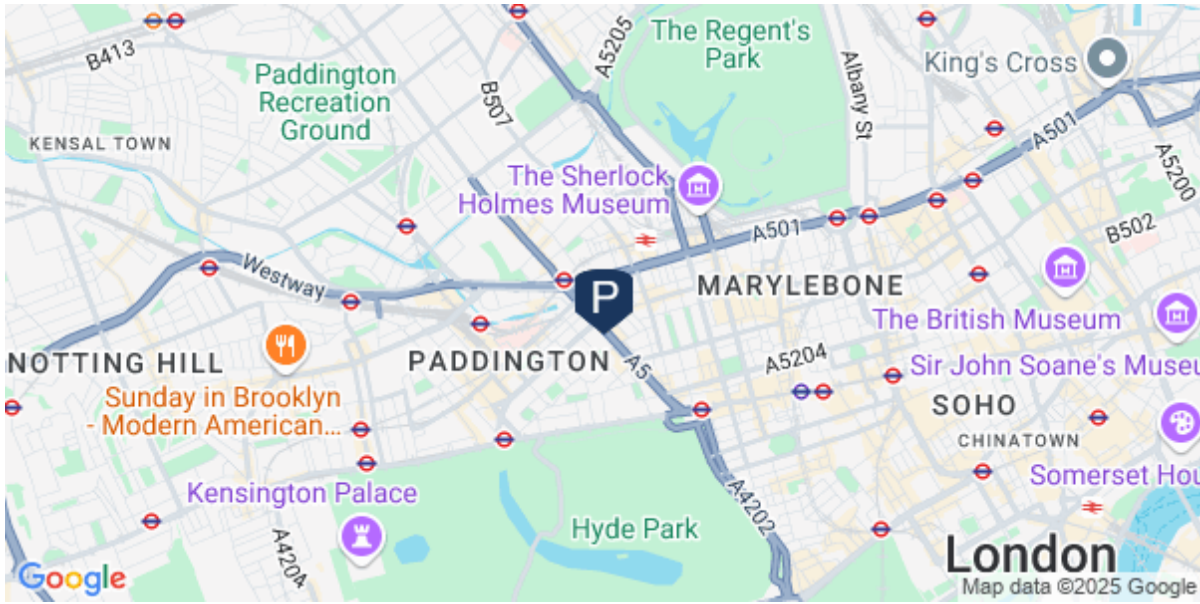 The Regent's
Park
A5205
B413
Paddington
Recreation
Ground
B507
Albany St
King's Cross
A501
KENSAL TOWN
A5200
The Sherlock
Holmes Museum
A501
B502
Westway
P
MARYLEBONE
The British Museum
NOTTING HILL
PADDINGTON
A5
A5204
Sir John Soane's Museu
Sunday in Brooklyn
- Modern American...
SOHO
CHINATOWN
Kensington Palace
A4202
Somerset Hou
Hyde Park
A4204
London
Google
Map data ©2025 Google